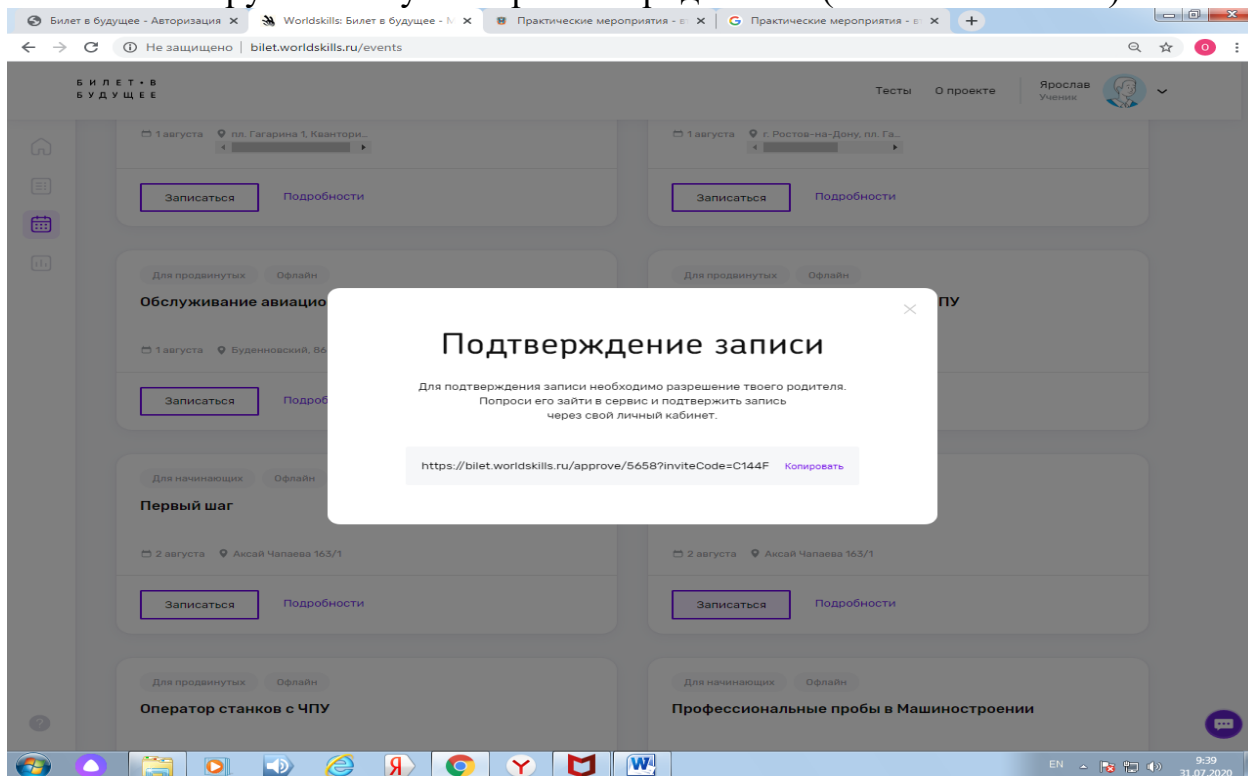 Билет в будущее - Авторизация
Worldskills: Билет в будущее -
Практические мероприятия -
Практические мероприятия -
Не защищено | bilet.worldskills.ru/events
БИЛЕТ • В
БУДУЩЕЕ
Тесты О проекте
Ярослав
Ученик
1 августа пл. Гагарина 1, Квантори...
1 августа г. Ростов-на-Дону, пл. Га...
Записаться Подробности
Записаться Подробности
Для продвинутых Офлайн
Для продвинутых Офлайн
Обслуживание авиацио
ПУ
1 августа Буденновский, 86
Записаться Подроб
Подтверждение записи
Для подтверждения записи необходимо разрешение твоего родителя.
Попроси его зайти в сервис и подтвержить запись
через свой личный кабинет.
https://bilet.worldskills.ru/approve/5658?inviteCode=C144F Копировать
Для начинающих Офлайн
Первый шаг
2 августа Аксай Чапаева 163/1
2 августа Аксай Чапаева 163/1
Записаться Подробности
Записаться Подробности
Для продвинутых Офлайн
Для начинающих Офлайн
Оператор станков с ЧПУ
Профессиональные пробы в Машиностроении
EN
9:39
31.07.2020